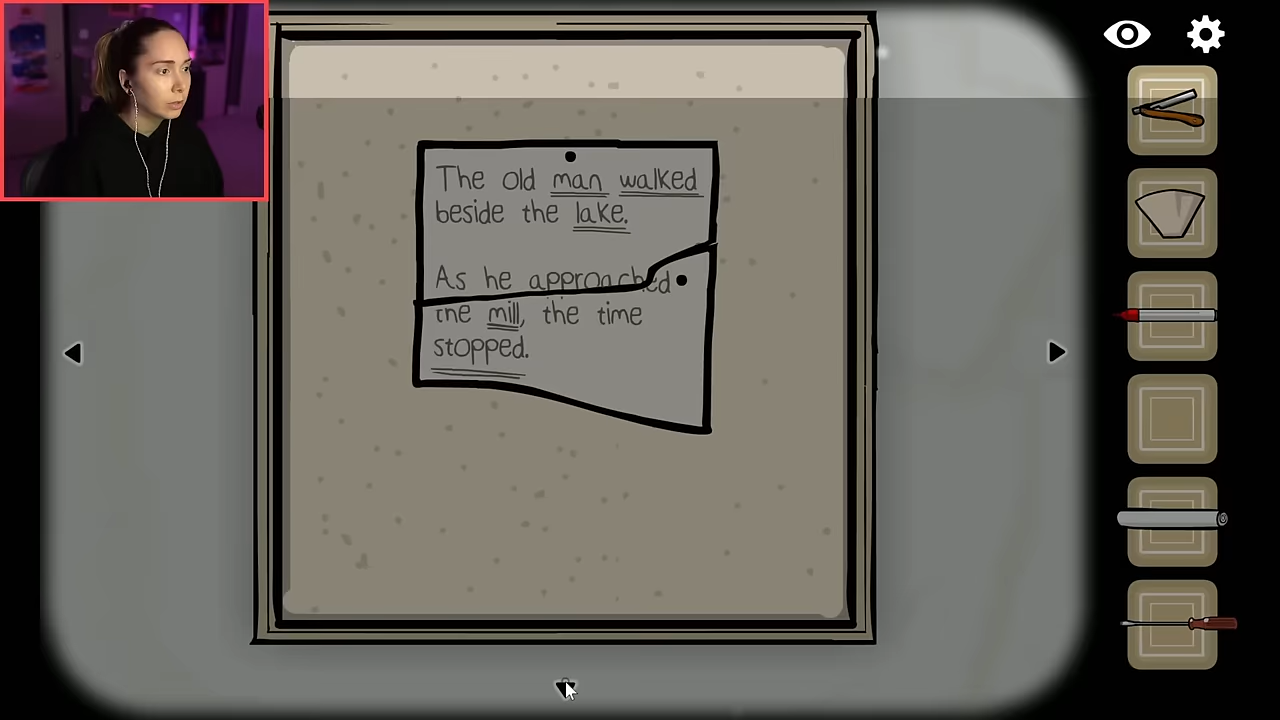 The old man walked
beside the lake.
As he approached
the mill, the time
stopped.